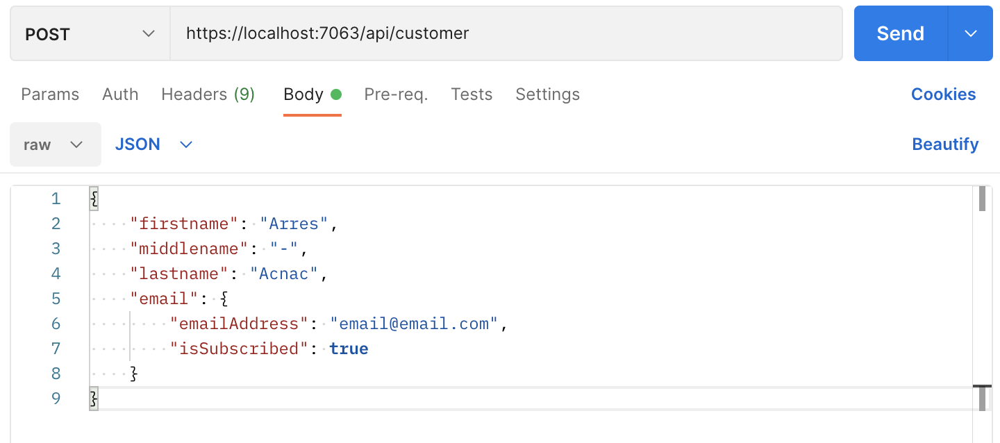 POST https://localhost:7063/api/customer Send
Params Auth Headers (9) Body Pre-req. Tests Settings Cookies
raw JSON Beautify
1 {
2 "firstname": "Arres",
3 "middlename": "-",
4 "lastname": "Acnac",
5 "email": {
6 "emailAddress": "email@email.com",
7 "isSubscribed": true
8 }
9 }